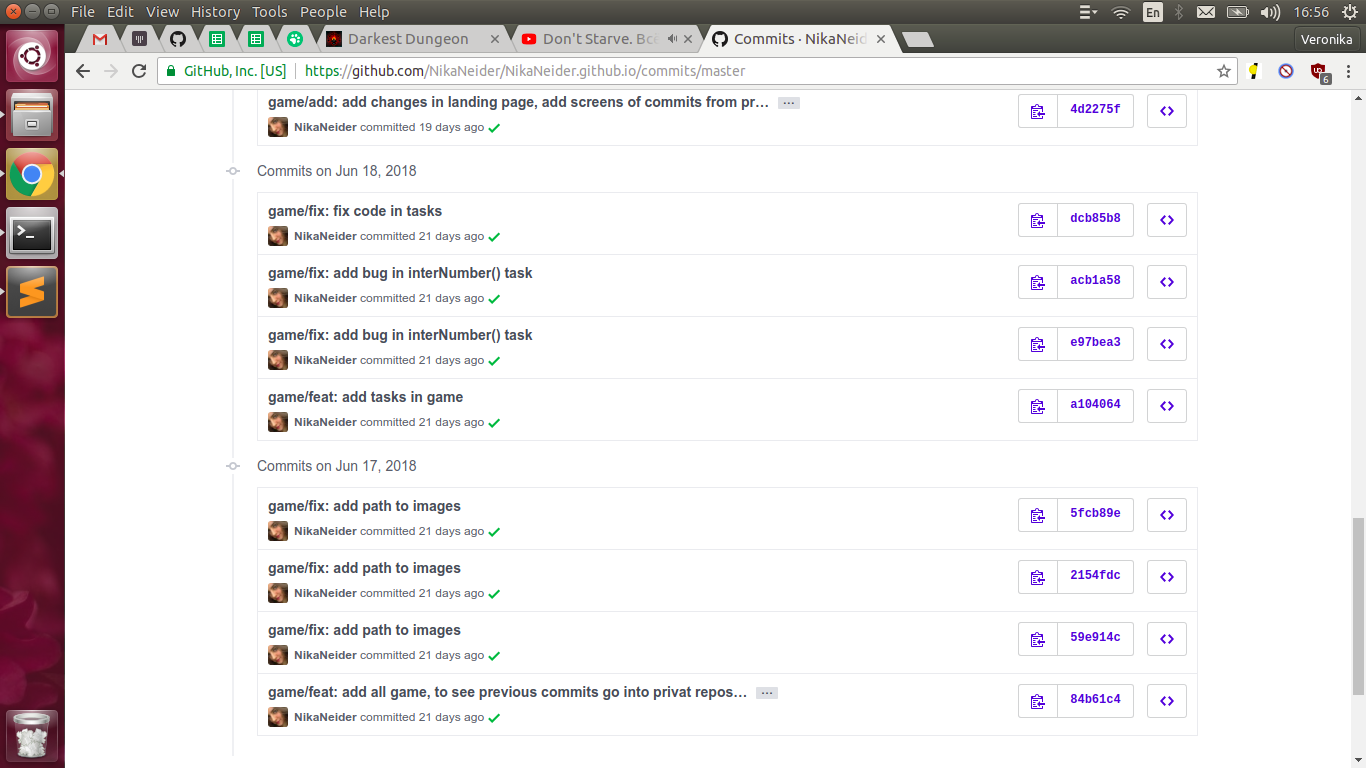 File Edit View History Tools People Help
En
16:56
Darkest Dungeon
Don't Starve. Всё
Commits · NikaNeid
Veronika
GitHub, Inc. [US]
https://github.com/NikaNeider/NikaNeider.github.io/commits/master
6
game/add: add changes in landing page, add screens of commits from pr… …
4d2275f
NikaNeider committed 19 days ago
Commits on Jun 18, 2018
game/fix: fix code in tasks
dcb85b8
NikaNeider committed 21 days ago
game/fix: add bug in interNumber() task
acb1a58
NikaNeider committed 21 days ago
game/fix: add bug in interNumber() task
e97bea3
NikaNeider committed 21 days ago
game/feat: add tasks in game
a104064
NikaNeider committed 21 days ago
Commits on Jun 17, 2018
game/fix: add path to images
5fcb89e
NikaNeider committed 21 days ago
game/fix: add path to images
2154fdc
NikaNeider committed 21 days ago
game/fix: add path to images
59e914c
NikaNeider committed 21 days ago
game/feat: add all game, to see previous commits go into privat repos… …
84b61c4
NikaNeider committed 21 days ago